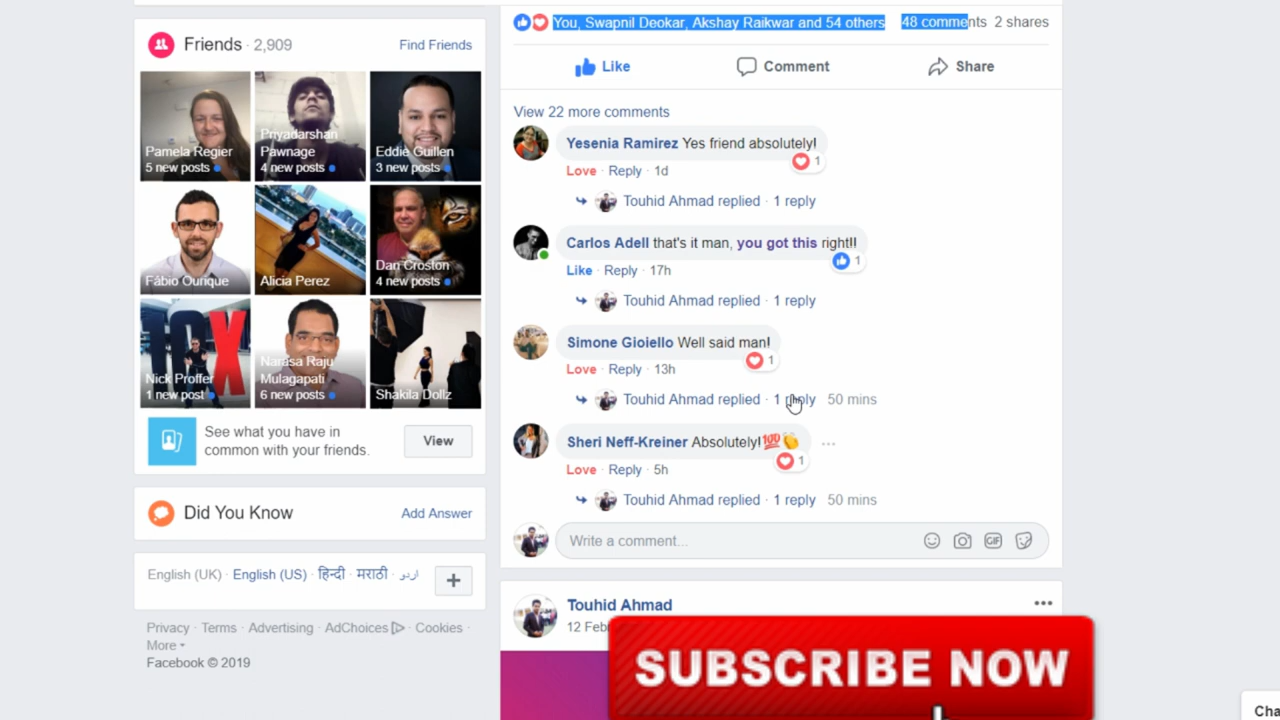 Friends · 2,909
Find Friends
Pamela Regier
5 new posts
Priyadarshan
Pawnage
4 new posts
Eddie Guillen
3 new posts
Fábio Ourique
Alicia Perez
Dan Croston
4 new posts
10X
Nick Proffer
1 new post
Narasa Raju
Mulagapati
6 new posts
Shakila Dollz
See what you have in
common with your friends.
View
Did You Know
Add Answer
English (UK) · English (US) · हिन्दी · मराठी · اردو
+
Privacy · Terms · Advertising · AdChoices · Cookies ·
More
Facebook © 2019
You, Swapnil Deokar, Akshay Raikwar and 54 others 48 comments 2 shares
Like Comment Share
View 22 more comments
Yesenia Ramirez Yes friend absolutely!
1
Love · Reply · 1d
Touhid Ahmad replied · 1 reply
Carlos Adell that's it man, you got this right!!
1
Like · Reply · 17h
Touhid Ahmad replied · 1 reply
Simone Gioiello Well said man!
1
Love · Reply · 13h
Touhid Ahmad replied · 1 reply 50 mins
Sheri Neff-Kreiner Absolutely!💯👏
1
Love · Reply · 5h
Touhid Ahmad replied · 1 reply 50 mins
Write a comment...
GIF
Touhid Ahmad
12
SUBSCRIBE NOW